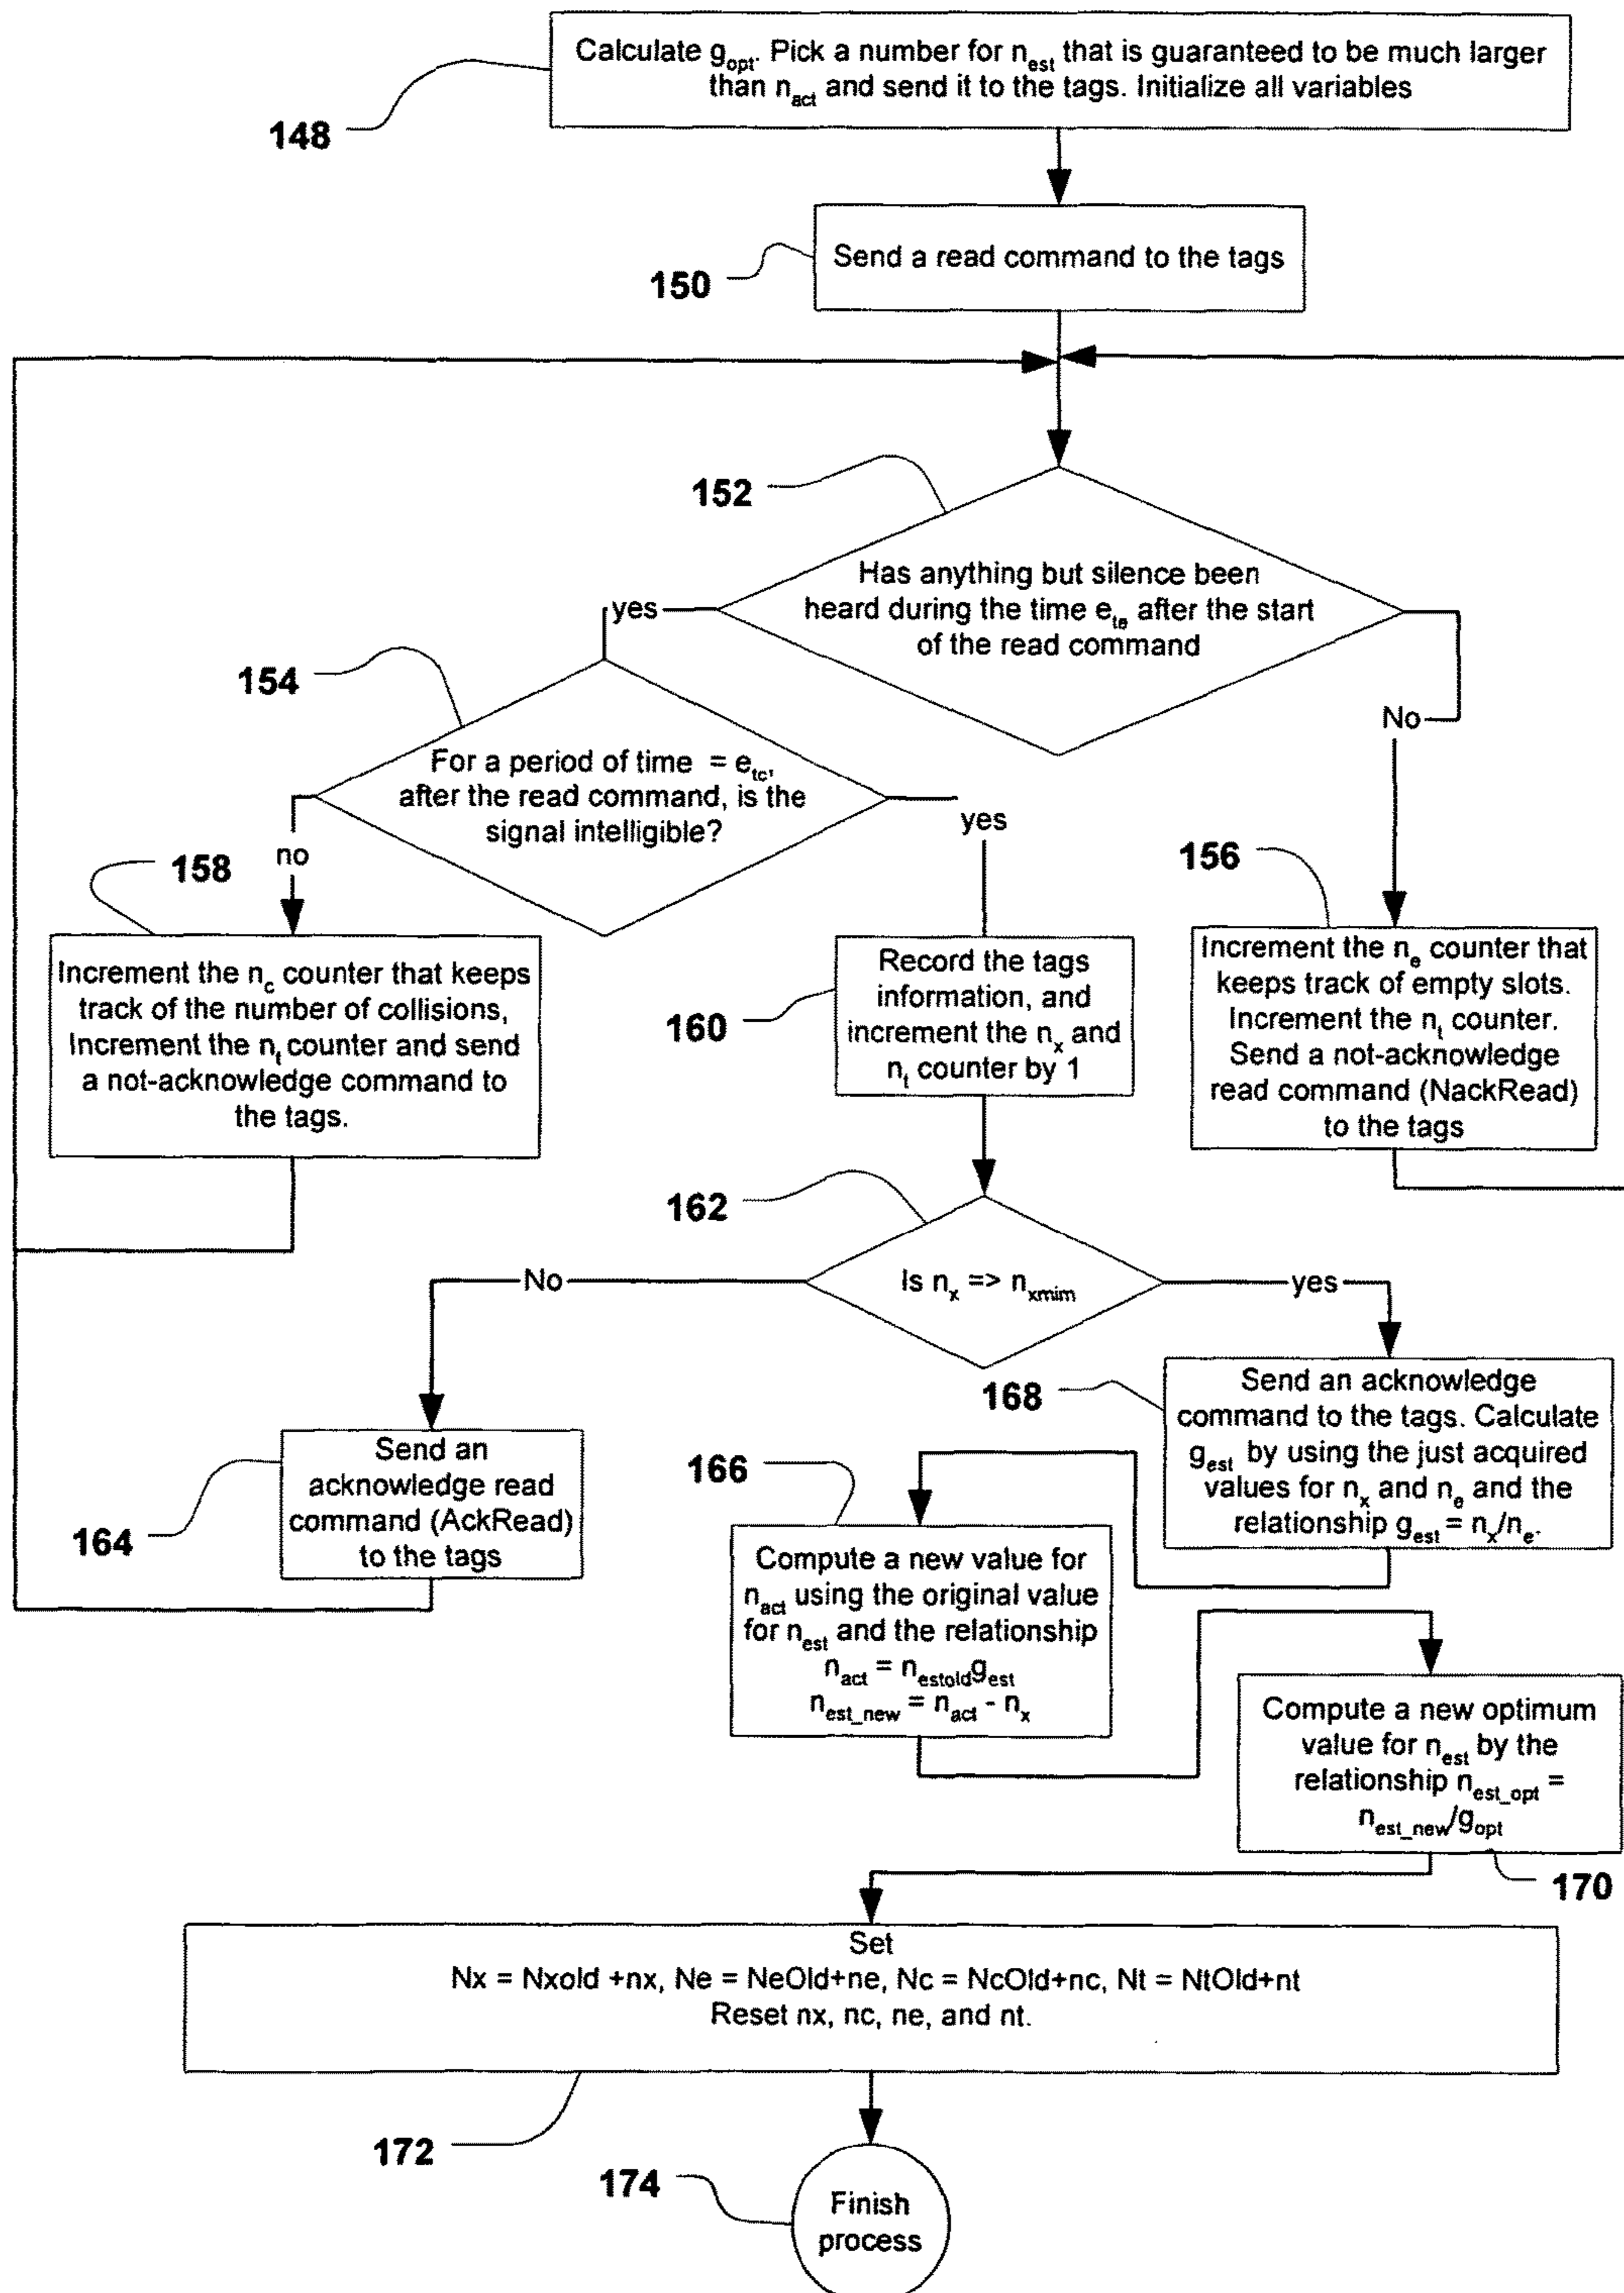 Calculate g_opt. Pick a number for n_est that is guaranteed to be much larger
than n_act and send it to the tags. Initialize all variables
148
Send a read command to the tags
150
152
Has anything but silence been
heard during the time e_te after the start
of the read command
yes
No
154
For a period of time = e_tc,
after the read command, is the
signal intelligible?
no
yes
158
Increment the n_c counter that keeps
track of the number of collisions,
Increment the n_t counter and send
a not-acknowledge command to
the tags.
160
Record the tags
information, and
increment the n_x and
n_t counter by 1
156
Increment the n_e counter that
keeps track of empty slots.
Increment the n_t counter.
Send a not-acknowledge
read command (NackRead)
to the tags
162
Is n_x => n_xmim
No
yes
164
Send an
acknowledge read
command (AckRead)
to the tags
168
Send an acknowledge
command to the tags. Calculate
g_est by using the just acquired
values for n_x and n_e and the
relationship g_est = n_x/n_e.
166
Compute a new value for
n_act using the original value
for n_est and the relationship
n_act = n_estold g_est
n_est_new = n_act - n_x
Compute a new optimum
value for n_est by the
relationship n_est_opt =
n_est_new/g_opt
170
Set
Nx = Nxold +nx, Ne = NeOld+ne, Nc = NcOld+nc, Nt = NtOld+nt
Reset nx, nc, ne, and nt.
172
174
Finish
process